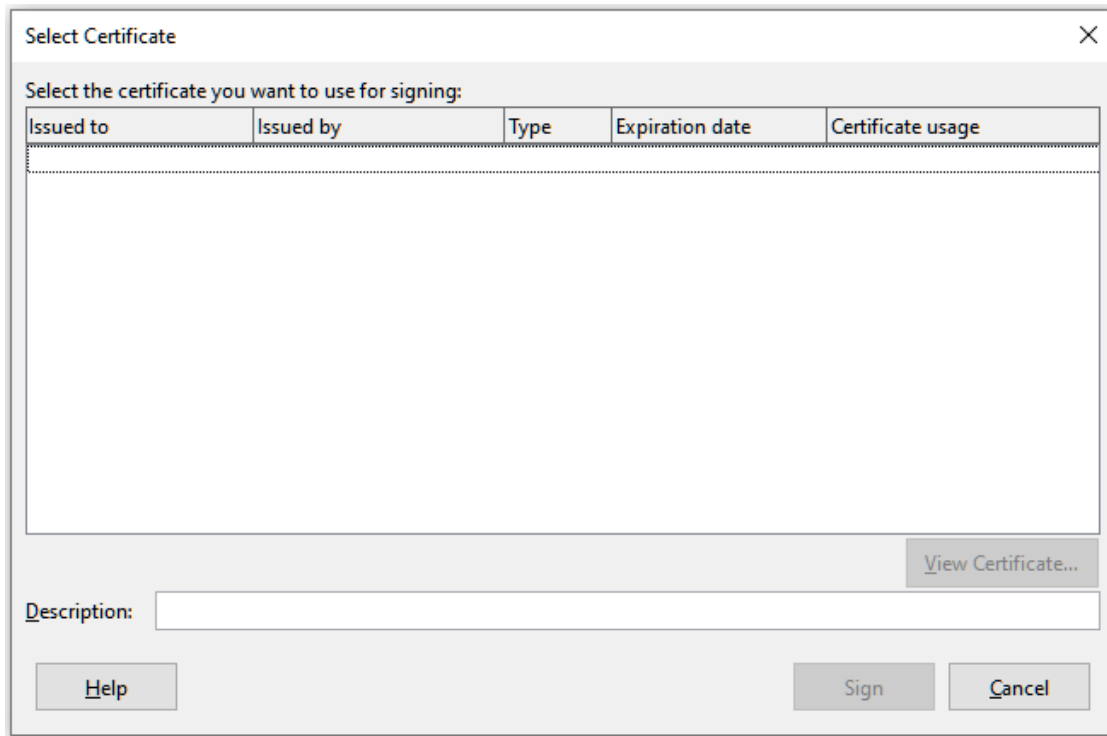 Select Certificate
Select the certificate you want to use for signing:
Issued to Issued by Type Expiration date Certificate usage
View Certificate...
Description:
Help Sign Cancel